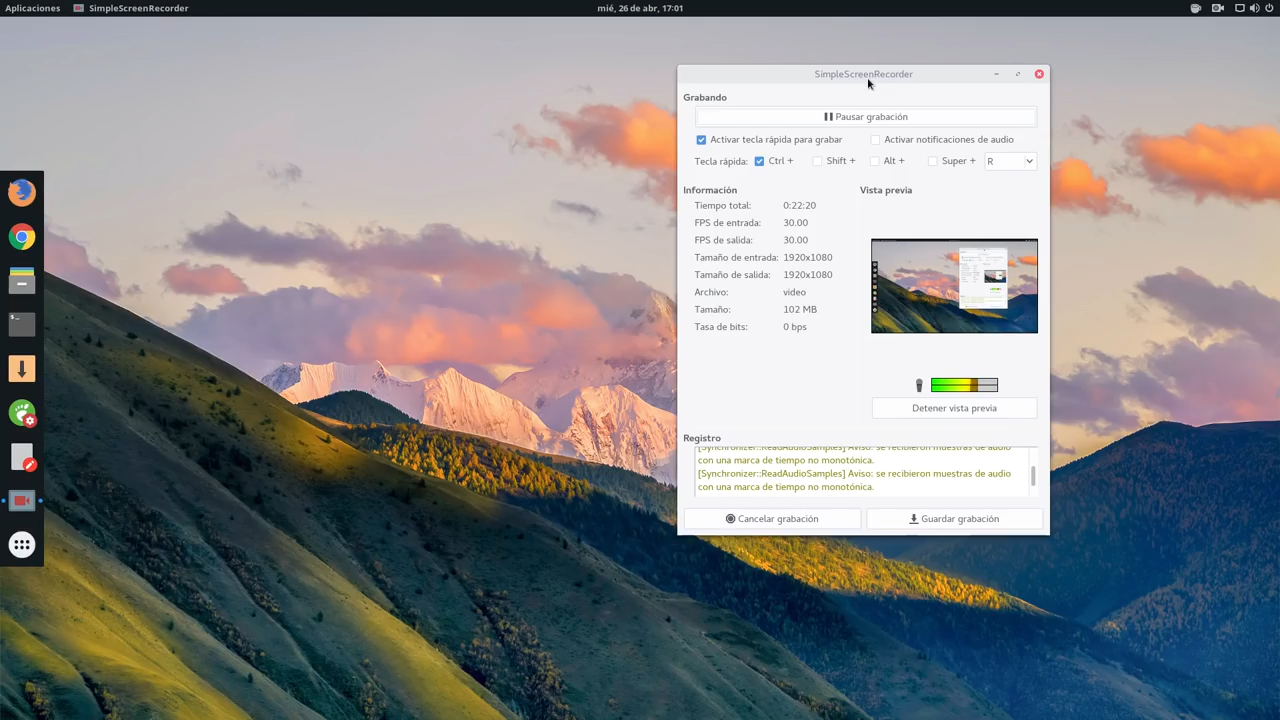 Aplicaciones
SimpleScreenRecorder
mié, 26 de abr, 17:01
SimpleScreenRecorder
Grabando
Pausar grabación
Activar tecla rápida para grabar
Activar notificaciones de audio
Tecla rápida:
Ctrl +
Shift +
Alt +
Super +
R
Información
Tiempo total: 0:22:20
FPS de entrada: 30.00
FPS de salida: 30.00
Tamaño de entrada: 1920x1080
Tamaño de salida: 1920x1080
Archivo: video
Tamaño: 102 MB
Tasa de bits: 0 bps
Vista previa
Detener vista previa
Registro
[Synchronizer::ReadAudioSamples] Aviso: se recibieron muestras de audio
con una marca de tiempo no monotónica.
[Synchronizer::ReadAudioSamples] Aviso: se recibieron muestras de audio
con una marca de tiempo no monotónica.
Cancelar grabación
Guardar grabación